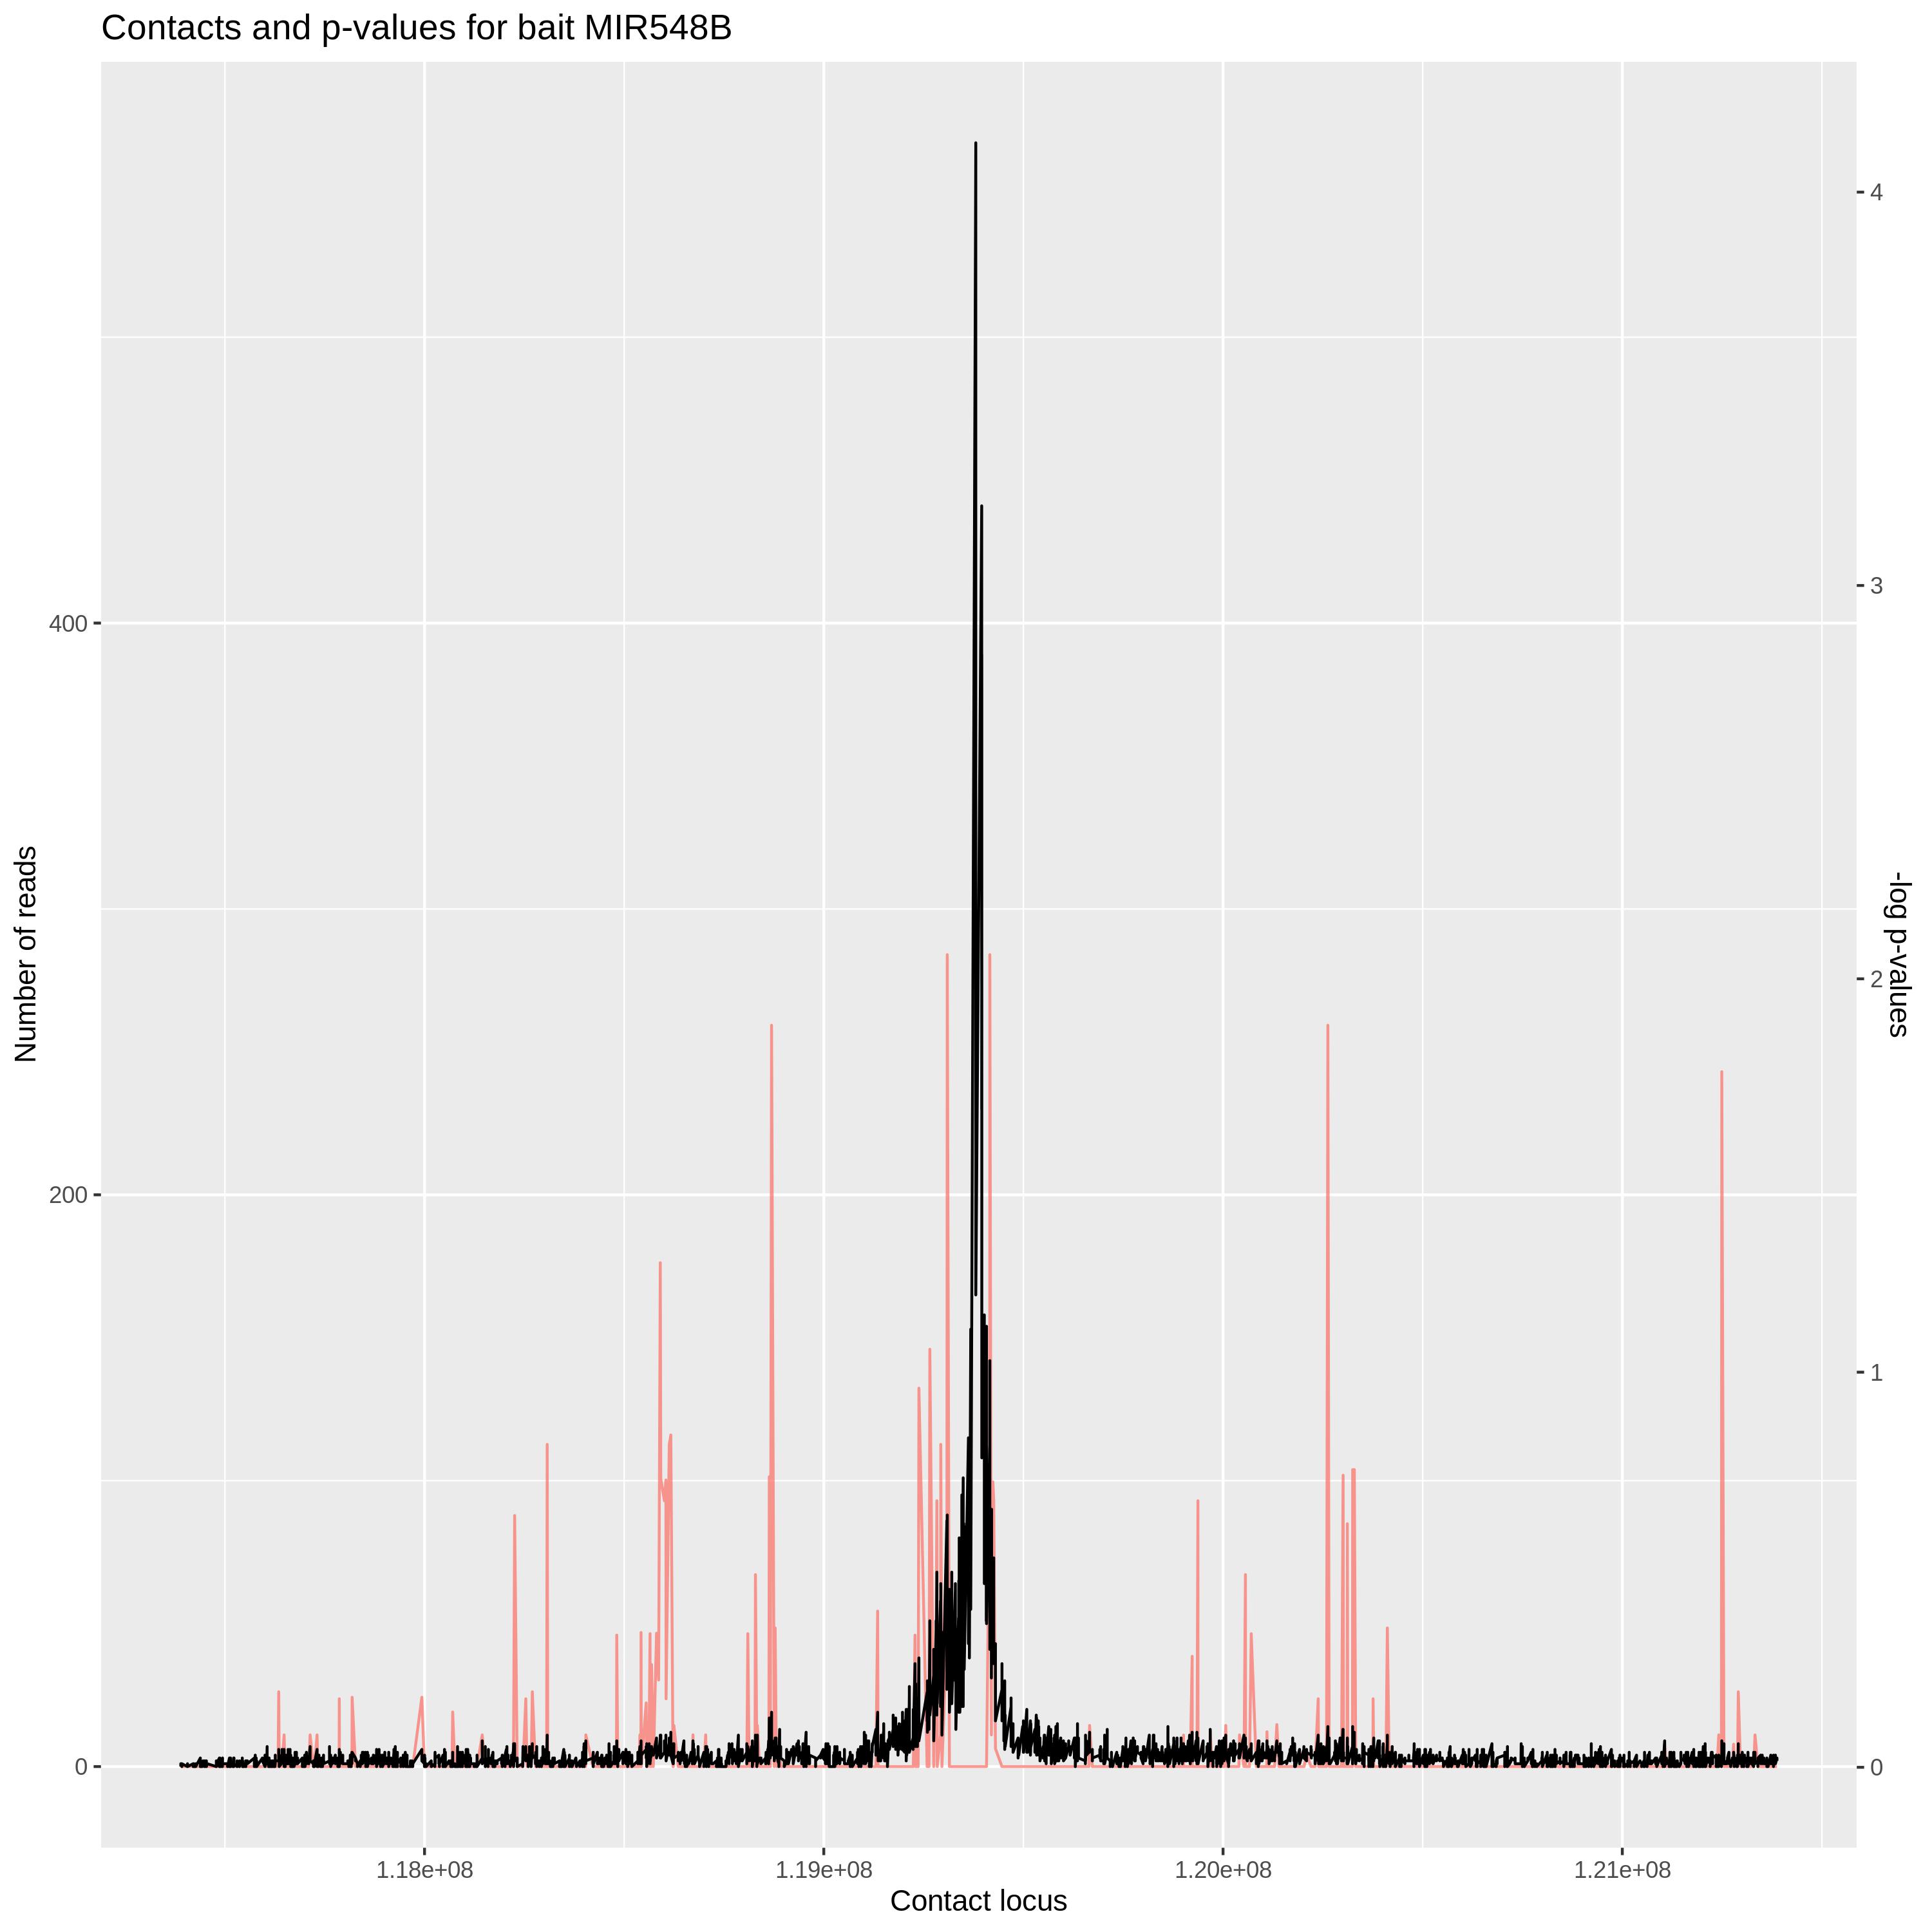 Contacts and p-values for bait MIR548B
Number of reads
400
200
0
4
3
2
1
0
-log p-values
1.18e+08 1.19e+08 1.20e+08 1.21e+08
Contact locus